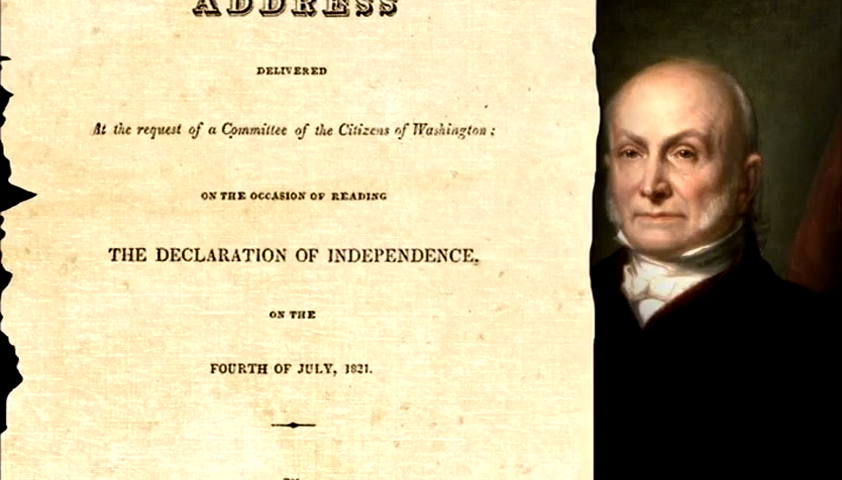 ADDRESS
DELIVERED
At the request of a Committee of the Citizens of Washington;
ON THE OCCASION OF READING
THE DECLARATION OF INDEPENDENCE,
ON THE
FOURTH OF JULY, 1821.